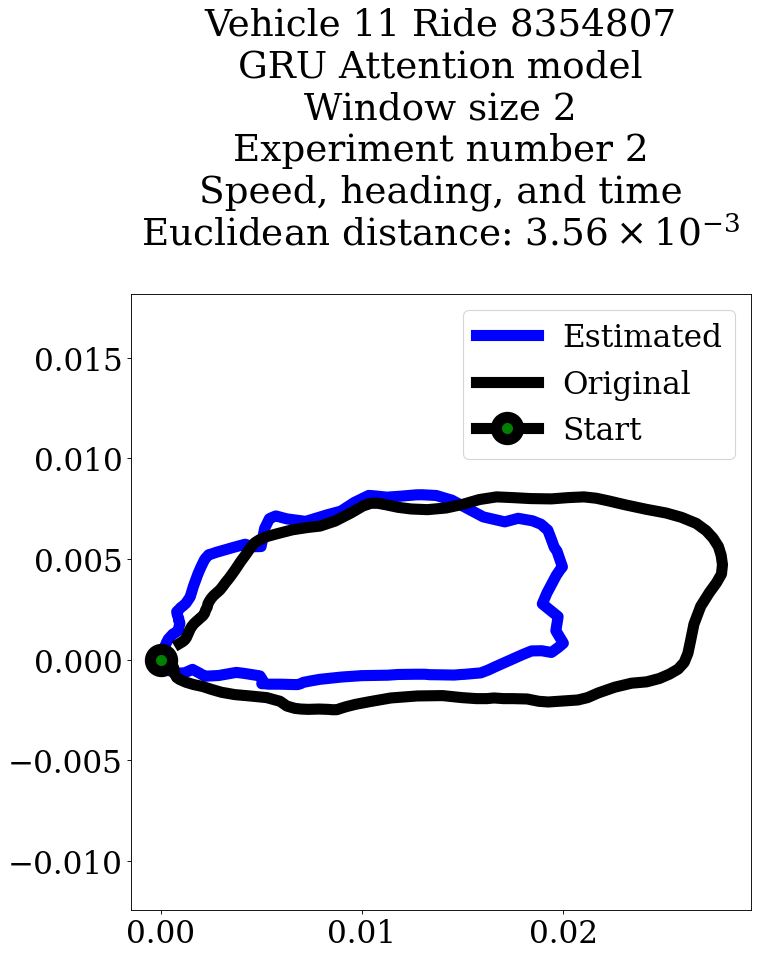 Vehicle 11 Ride 8354807
GRU Attention model
Window size 2
Experiment number 2
Speed, heading, and time
Euclidean distance: 3.56 × 10⁻³
Estimated
Original
Start
0.015
0.010
0.005
0.000
−0.005
−0.010
0.00 0.01 0.02